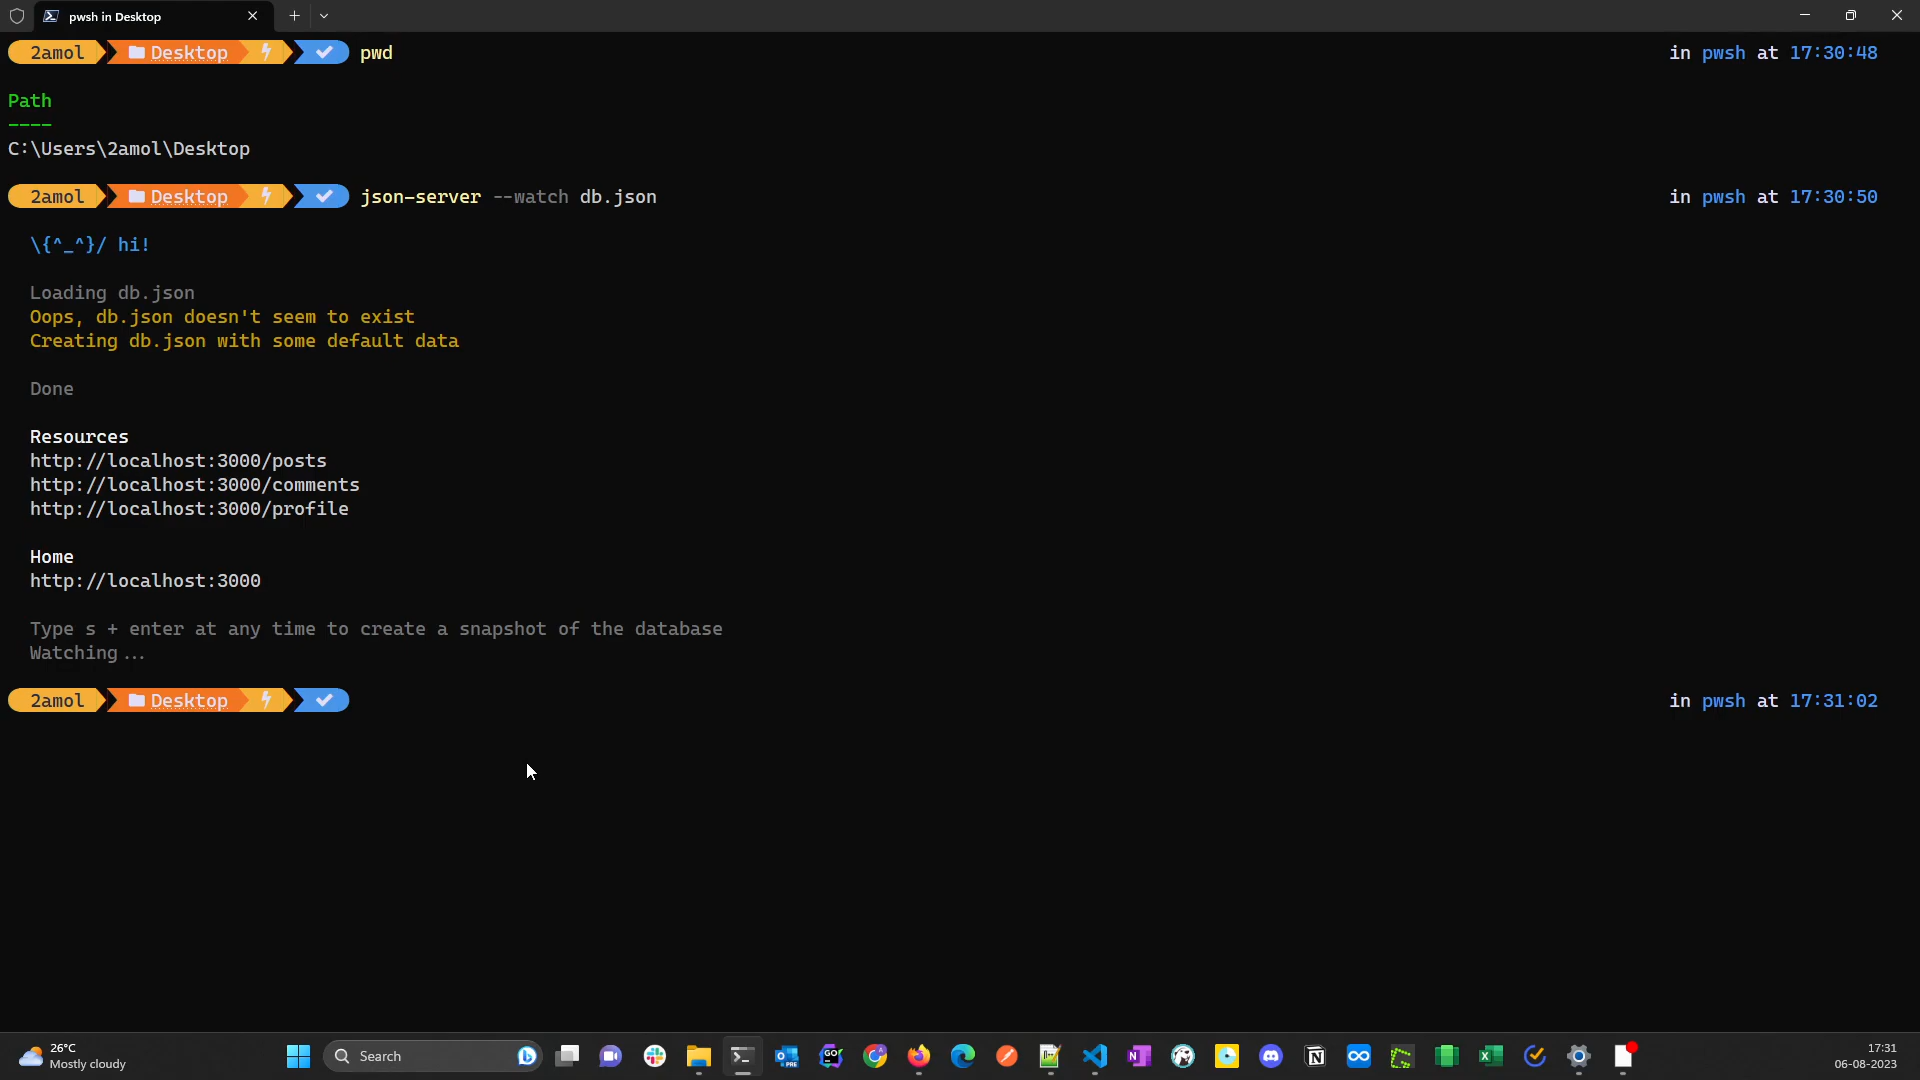 pwsh in Desktop
2amol Desktop pwd in pwsh at 17:30:48
Path
----
C:\Users\2amol\Desktop
2amol Desktop json-server --watch db.json in pwsh at 17:30:50
\{^_^}/ hi!
Loading db.json
Oops, db.json doesn't seem to exist
Creating db.json with some default data
Done
Resources
http://localhost:3000/posts
http://localhost:3000/comments
http://localhost:3000/profile
Home
http://localhost:3000
Type s + enter at any time to create a snapshot of the database
Watching...
2amol Desktop in pwsh at 17:31:02
26°C
Mostly cloudy
Search
GO
PRE
17:31
06-08-2023